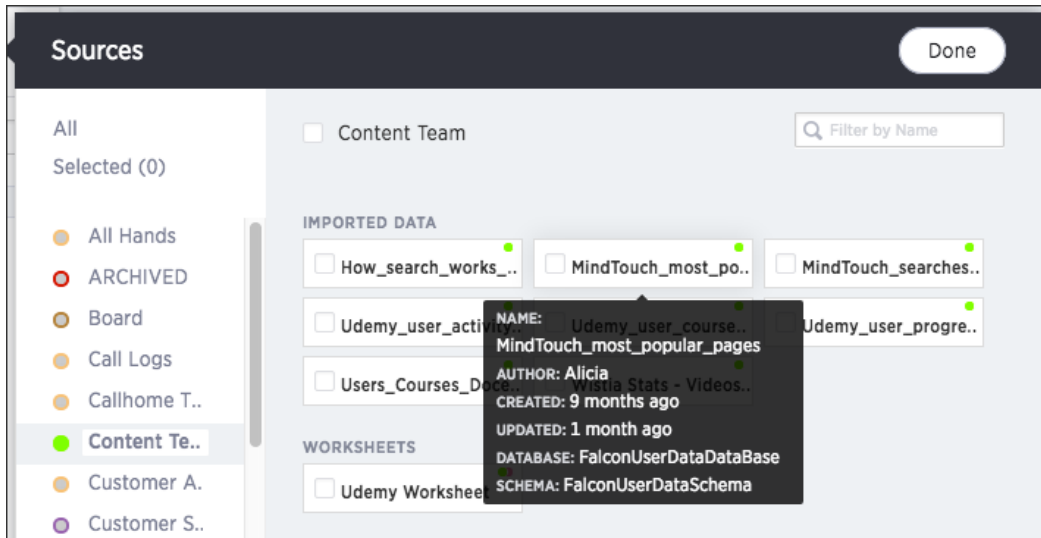 Sources
Done
All
Selected (0)
All Hands
ARCHIVED
Board
Call Logs
Callhome T..
Content Te..
Customer A.
Customer S..
Content Team
Filter by Name
IMPORTED DATA
How_search_works_..
MindTouch_most_po..
MindTouch_searches..
Udemy_user_activity..
Udemy_user_course..
Udemy_user_progre..
Users_Courses_Doce..
Wistia Stats - Videos..
NAME:
MindTouch_most_popular_pages
AUTHOR: Alicia
CREATED: 9 months ago
UPDATED: 1 month ago
DATABASE: FalconUserDataDataBase
SCHEMA: FalconUserDataSchema
WORKSHEETS
Udemy Worksheet